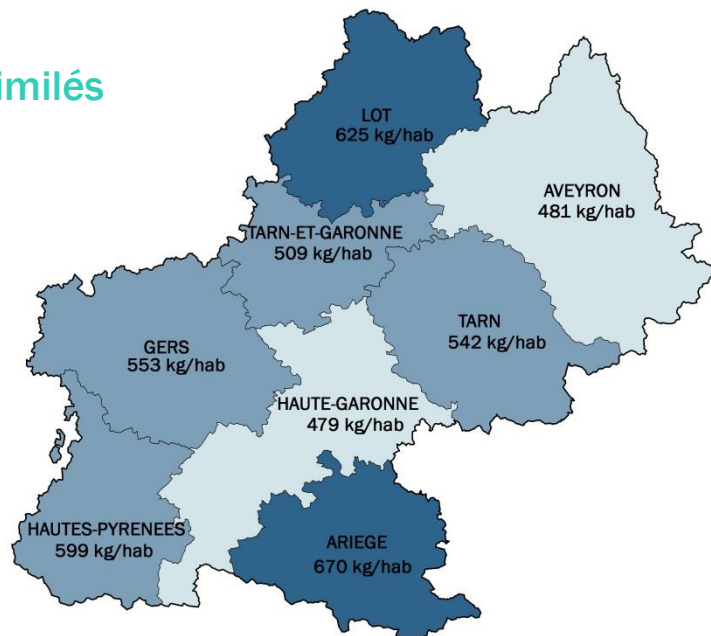 imilés
LOT
625 kg/hab
AVEYRON
481 kg/hab
TARN-ET-GARONNE
509 kg/hab
TARN
542 kg/hab
GERS
553 kg/hab
HAUTE-GARONNE
479 kg/hab
HAUTES-PYRENEES
599 kg/hab
ARIEGE
670 kg/hab